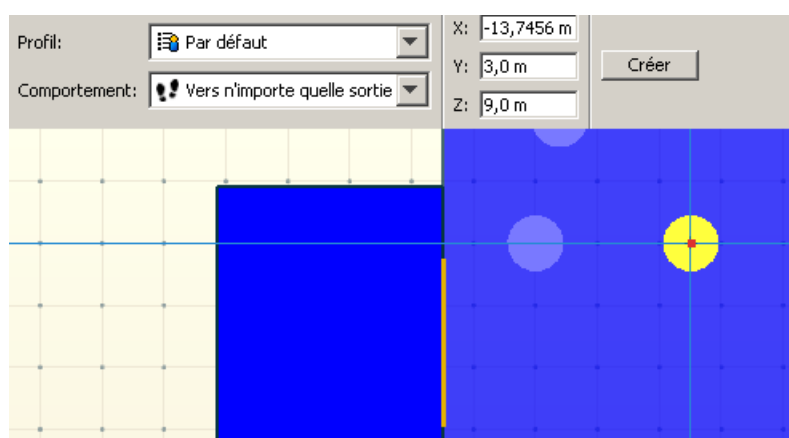 Profil: Par défaut
Comportement: Vers n'importe quelle sortie
X: -13,7456 m
Y: 3,0 m
Z: 9,0 m
Créer